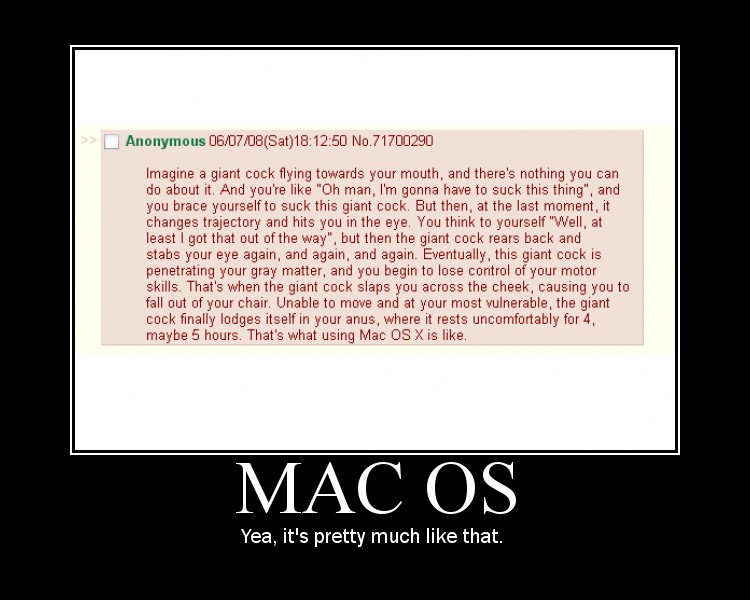 >> Anonymous 06/07/08(Sat)18:12:50 No.71700290
Imagine a giant cock flying towards your mouth, and there's nothing you can
do about it. And you're like "Oh man, I'm gonna have to suck this thing", and
you brace yourself to suck this giant cock. But then, at the last moment, it
changes trajectory and hits you in the eye. You think to yourself "Well, at
least I got that out of the way", but then the giant cock rears back and
stabs your eye again, and again, and again. Eventually, this giant cock is
penetrating your gray matter, and you begin to lose control of your motor
skills. That's when the giant cock slaps you across the cheek, causing you to
fall out of your chair. Unable to move and at your most vulnerable, the giant
cock finally lodges itself in your anus, where it rests uncomfortably for 4,
maybe 5 hours. That's what using Mac OS X is like.
MAC OS
Yea, it's pretty much like that.